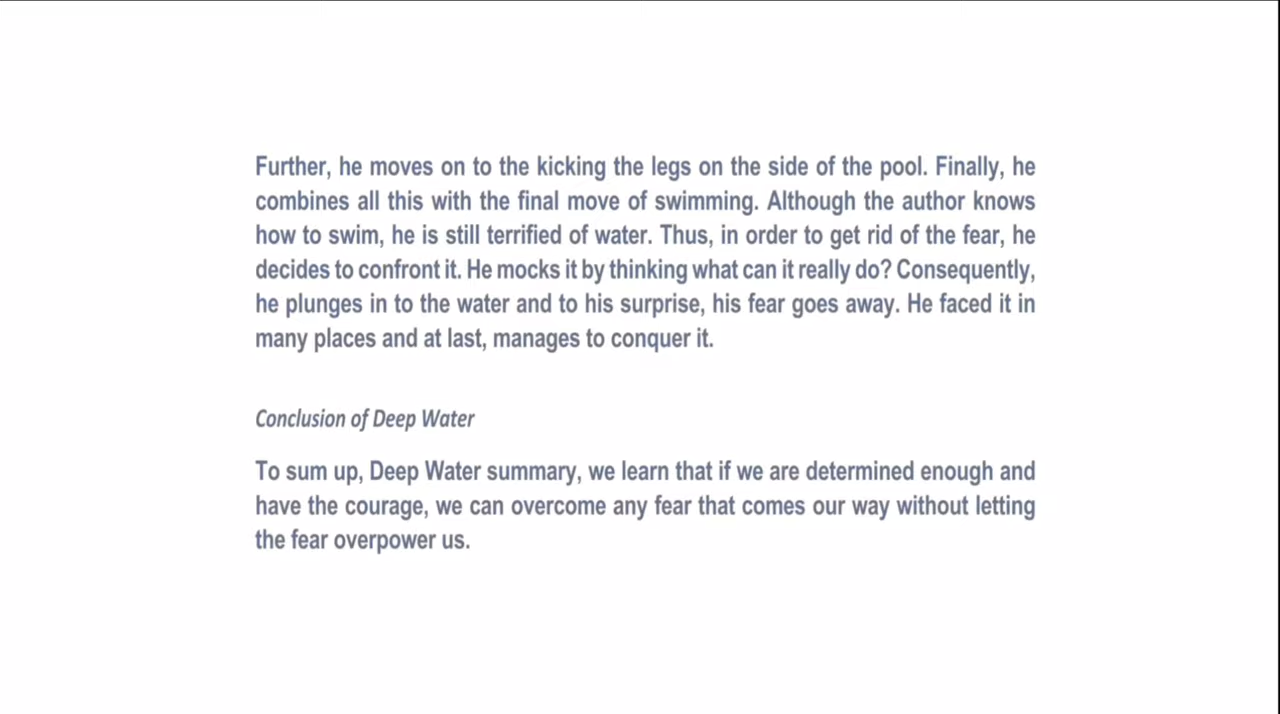 Further, he moves on to the kicking the legs on the side of the pool. Finally, he
combines all this with the final move of swimming. Although the author knows
how to swim, he is still terrified of water. Thus, in order to get rid of the fear, he
decides to confront it. He mocks it by thinking what can it really do? Consequently,
he plunges in to the water and to his surprise, his fear goes away. He faced it in
many places and at last, manages to conquer it.
Conclusion of Deep Water
To sum up, Deep Water summary, we learn that if we are determined enough and
have the courage, we can overcome any fear that comes our way without letting
the fear overpower us.